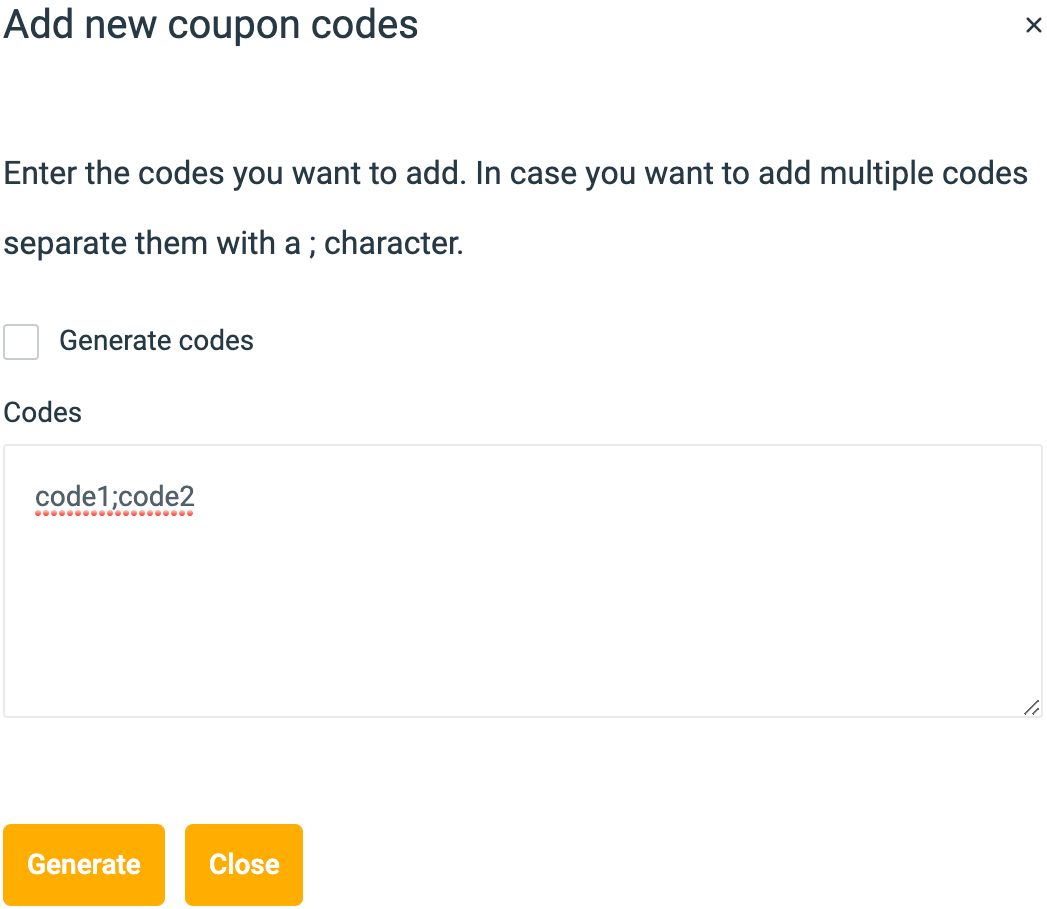 Add new coupon codes
Enter the codes you want to add. In case you want to add multiple codes
separate them with a ; character.
Generate codes
Codes
code1;code2
Generate
Close